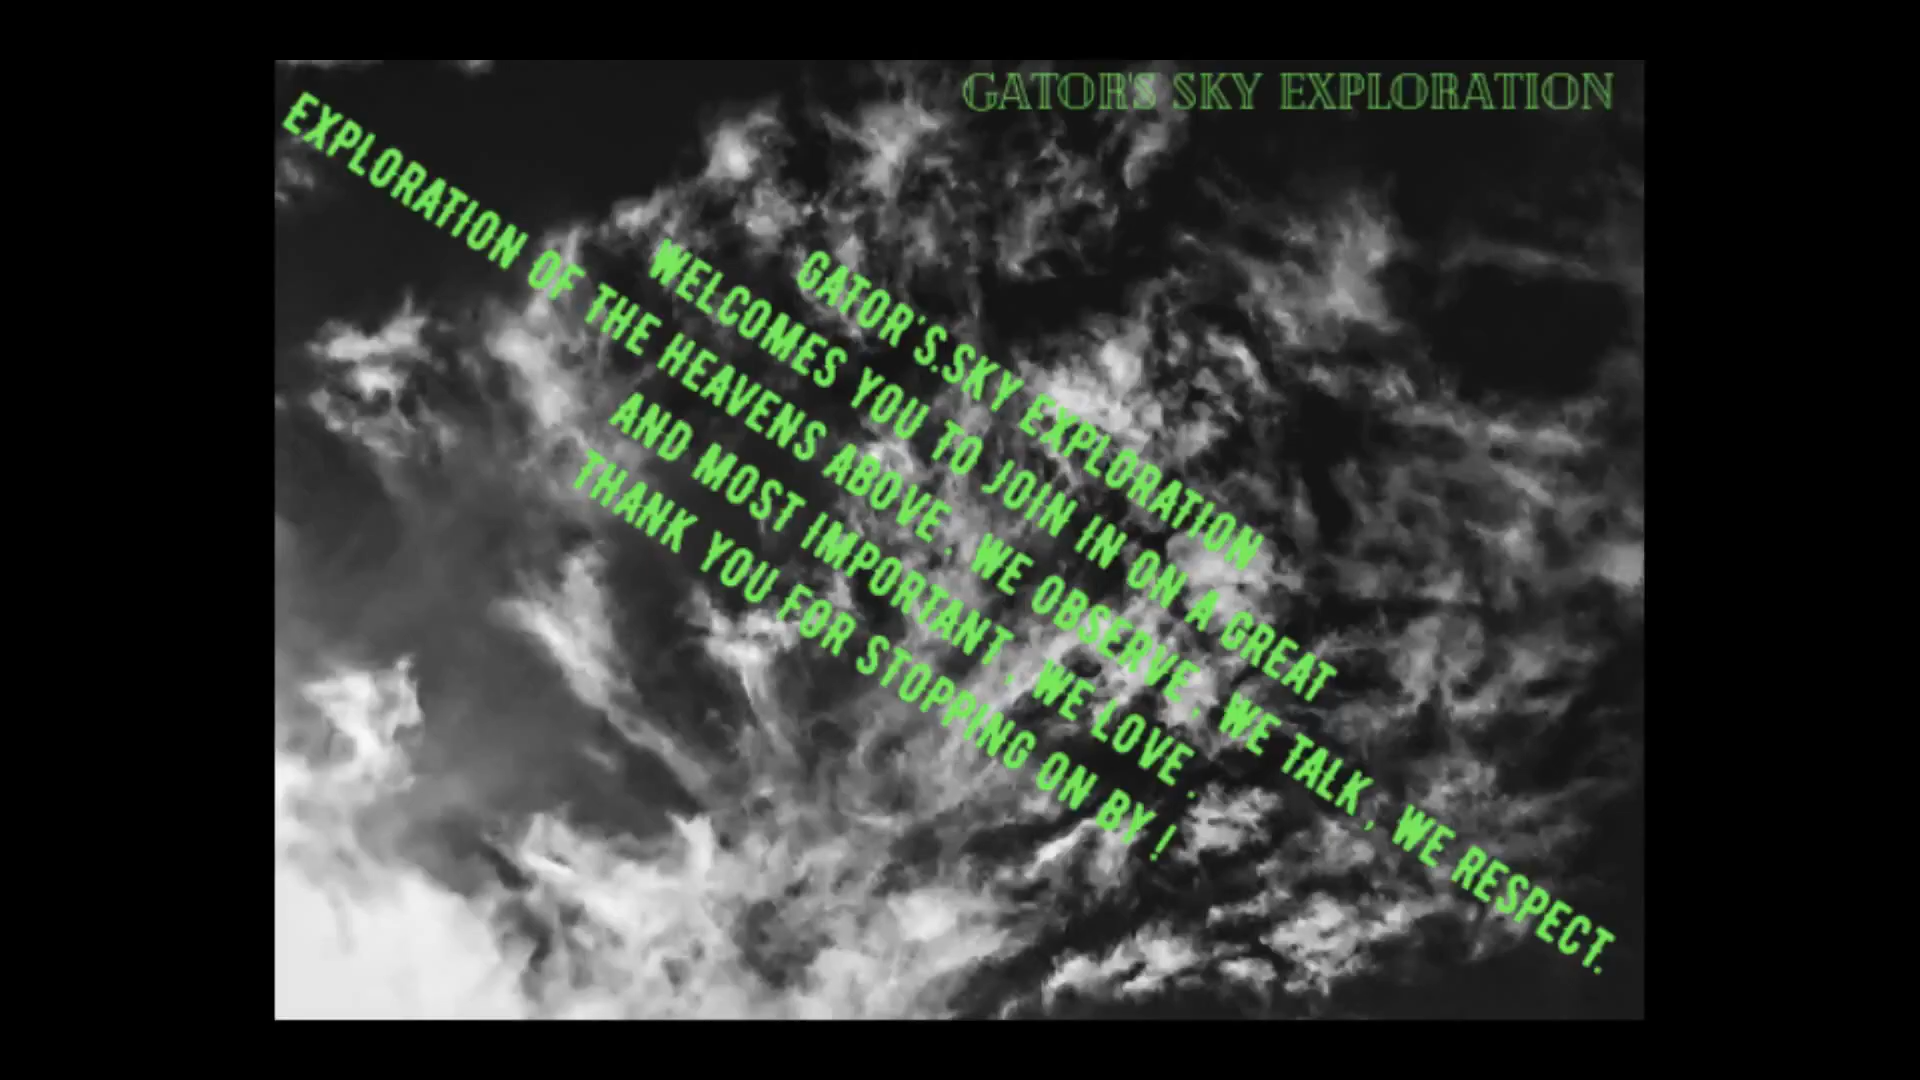 GATOR'S SKY EXPLORATION
GATOR'S.SKY EXPLORATION
WELCOMES YOU TO JOIN IN ON A GREAT
EXPLORATION OF THE HEAVENS ABOVE. WE OBSERVE, WE TALK, WE RESPECT.
AND MOST IMPORTANT, WE LOVE.
THANK YOU FOR STOPPING ON BY !